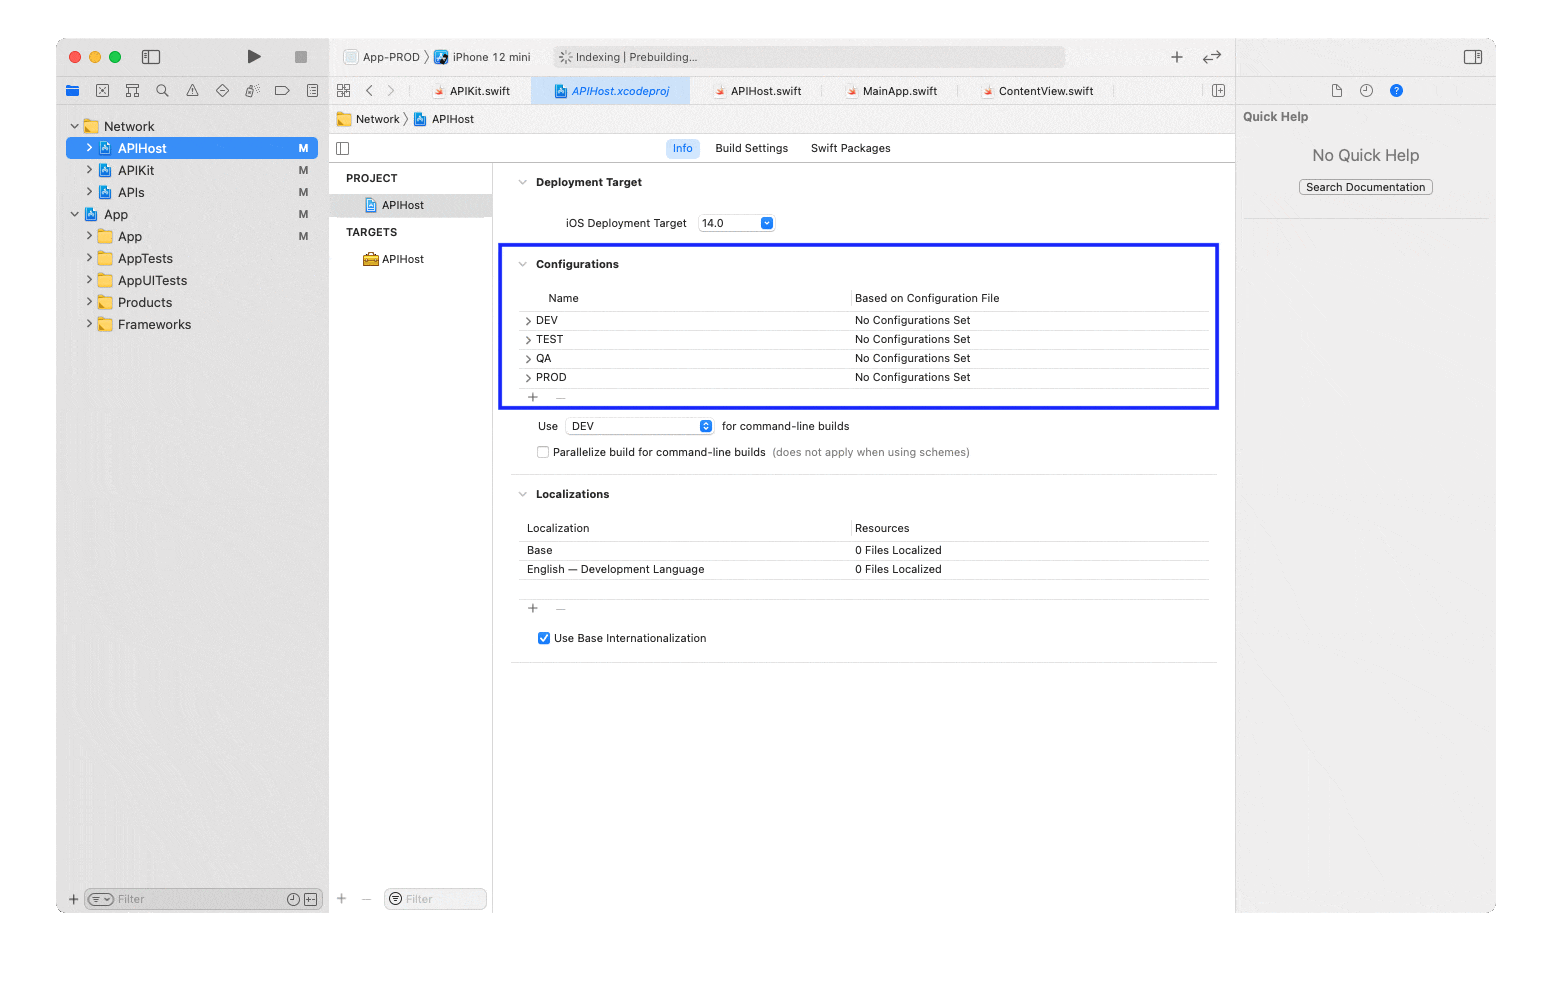 App-PROD 〉 iPhone 12 mini
Indexing | Prebuilding...
APIKit.swift
APIHost.xcodeproj
APIHost.swift
MainApp.swift
ContentView.swift
Network
APIHost M
APIKit M
APIs M
App M
App M
AppTests
AppUITests
Products
Frameworks
Filter
Network 〉 APIHost
Info Build Settings Swift Packages
PROJECT
APIHost
TARGETS
APIHost
Filter
Deployment Target
iOS Deployment Target 14.0
Configurations
Name Based on Configuration File
DEV No Configurations Set
TEST No Configurations Set
QA No Configurations Set
PROD No Configurations Set
Use DEV for command-line builds
Parallelize build for command-line builds (does not apply when using schemes)
Localizations
Localization Resources
Base 0 Files Localized
English — Development Language 0 Files Localized
Use Base Internationalization
Quick Help
No Quick Help
Search Documentation